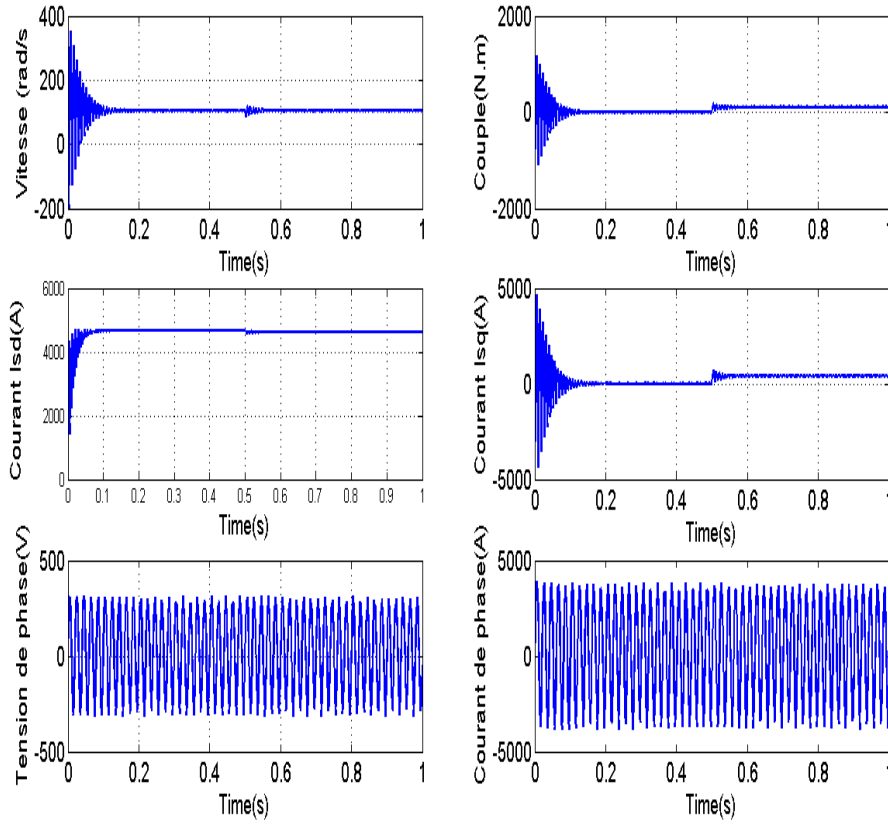 Vitesse (rad/s
400
200
0
-200
0 0.2 0.4 0.6 0.8 1
Time(s)
Couple(N.m)
2000
0
-2000
0 0.2 0.4 0.6 0.8 1
Time(s)
Courant Isd(A)
6000
4000
2000
0
0 0.1 0.2 0.3 0.4 0.5 0.6 0.7 0.8 0.9 1
Time(s)
Courant Isq(A)
5000
0
-5000
0 0.2 0.4 0.6 0.8 1
Time(s)
Tension de phase(V)
500
0
-500
0 0.2 0.4 0.6 0.8 1
Time(s)
Courant de phase(A)
5000
0
-5000
0 0.2 0.4 0.6 0.8 1
Time(s)